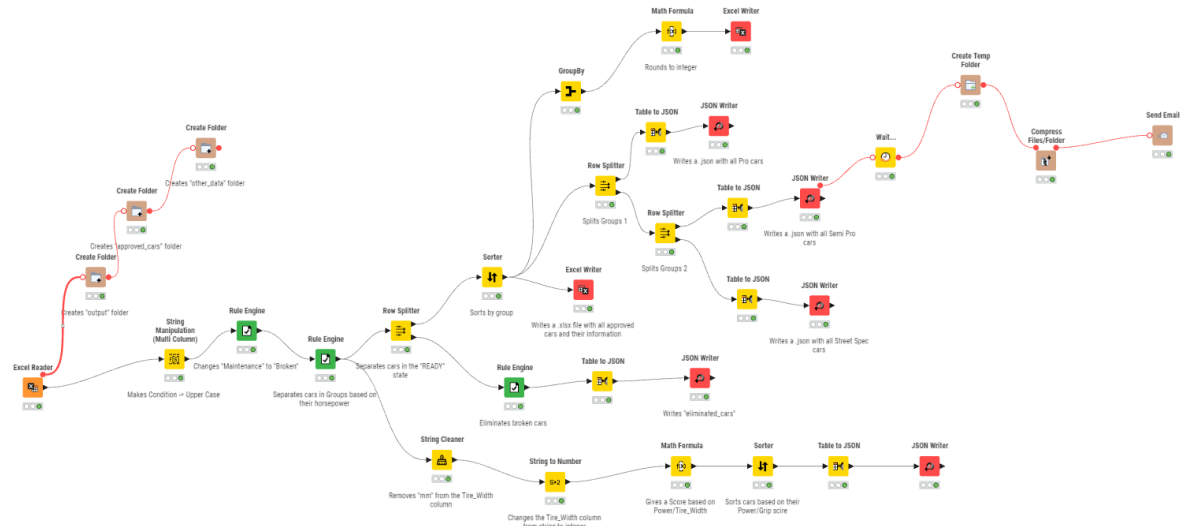 Math Formula
Excel Writer
Rounds to integer
GroupBy
Create Temp
Folder
Table to JSON
JSON Writer
Writes a .json with all Pro cars
Send Email
Create Folder
Creates "other_data" folder
Wait...
Compress
Files/Folder
Row Splitter
Splits Groups 1
Table to JSON
JSON Writer
Writes a .json with all Semi Pro
cars
Create Folder
Creates "approved_cars" folder
Row Splitter
Splits Groups 2
Create Folder
Creates "output" folder
Sorter
Sorts by group
Excel Writer
Writes a .xlsx file with all approved
cars and their information
Table to JSON
JSON Writer
Writes a .json with all Street Spec
cars
String
Manipulation
(Multi Column)
Makes Condition -> Upper Case
Rule Engine
Changes "Maintenance" to "Broken"
Rule Engine
Separates cars in Groups based on
their horsepower
Row Splitter
Separates cars in the "READY"
state
Excel Reader
Rule Engine
Eliminates broken cars
Table to JSON
JSON Writer
Writes "eliminated_cars"
String Cleaner
Removes "mm" from the Tire_Width
column
String to Number
S+2
Changes the Tire_Width column
from string to integer
Math Formula
Gives a Score based on
Power/Tire_Width
Sorter
Sorts cars based on their
Power/Grip scire
Table to JSON
JSON Writer